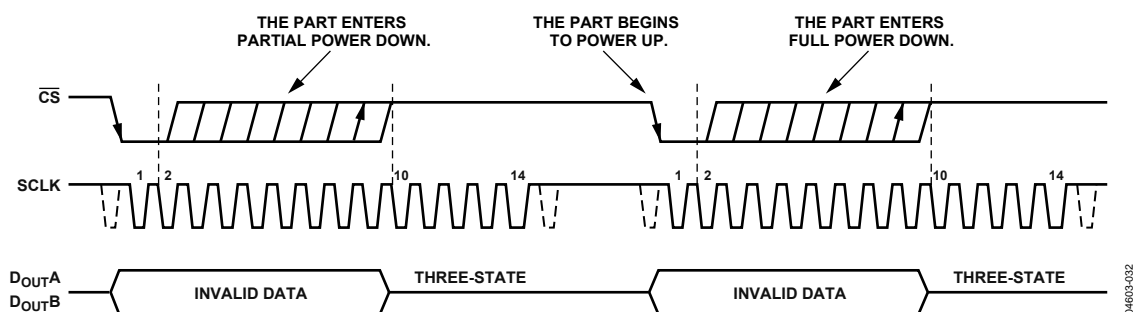 THE PART ENTERS
PARTIAL POWER DOWN.
THE PART BEGINS
TO POWER UP.
THE PART ENTERS
FULL POWER DOWN.
CS
SCLK
1 2 10 14 1 2 10 14
DOUTA
DOUTB
INVALID DATA THREE-STATE INVALID DATA THREE-STATE
04603-032